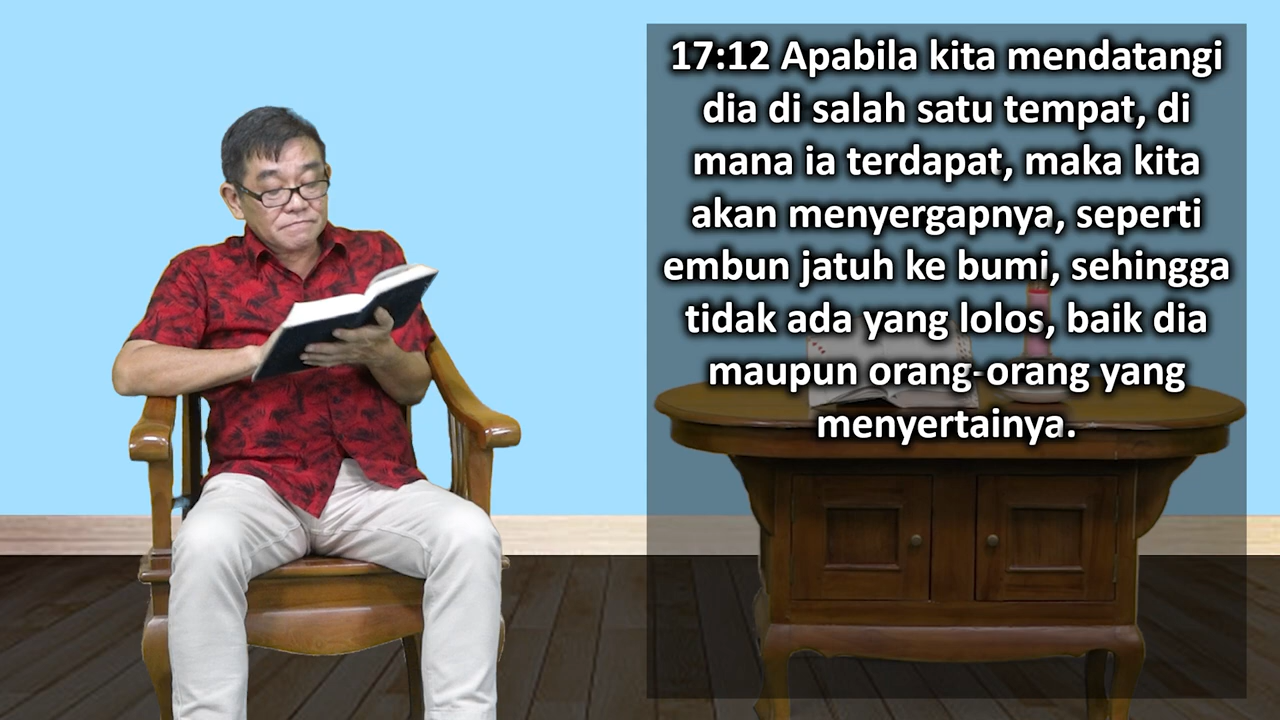 17:12 Apabila kita mendatangi
dia di salah satu tempat, di
mana ia terdapat, maka kita
akan menyergapnya, seperti
embun jatuh ke bumi, sehingga
tidak ada yang lolos, baik dia
maupun orang-orang yang
menyertainya.